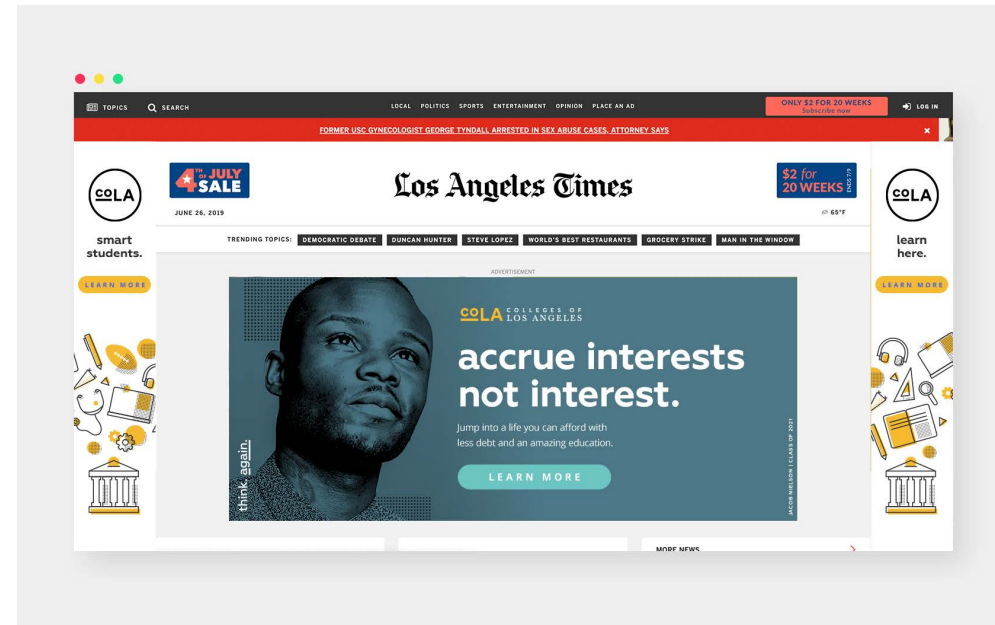 TOPICS
SEARCH
LOCAL POLITICS SPORTS ENTERTAINMENT OPINION PLACE AN AD
ONLY $2 FOR 20 WEEKS
Subscribe now
LOG IN
FORMER USC GYNECOLOGIST GEORGE TYNDALL ARRESTED IN SEX ABUSE CASES, ATTORNEY SAYS
×
coLA
smart
students.
LEARN MORE
4TH OF JULY
SALE
JUNE 26, 2019
Los Angeles Times
$2 for
20 WEEKS
ENDS 7/9
65°F
coLA
learn
here.
LEARN MORE
TRENDING TOPICS: DEMOCRATIC DEBATE DUNCAN HUNTER STEVE LOPEZ WORLD'S BEST RESTAURANTS GROCERY STRIKE MAN IN THE WINDOW
ADVERTISEMENT
coLA COLLEGES OF
LOS ANGELES
accrue interests
not interest.
Jump into a life you can afford with
less debt and an amazing education.
LEARN MORE
think, again.
JACOB NIELSON | CLASS OF 2021
MORE NEWS